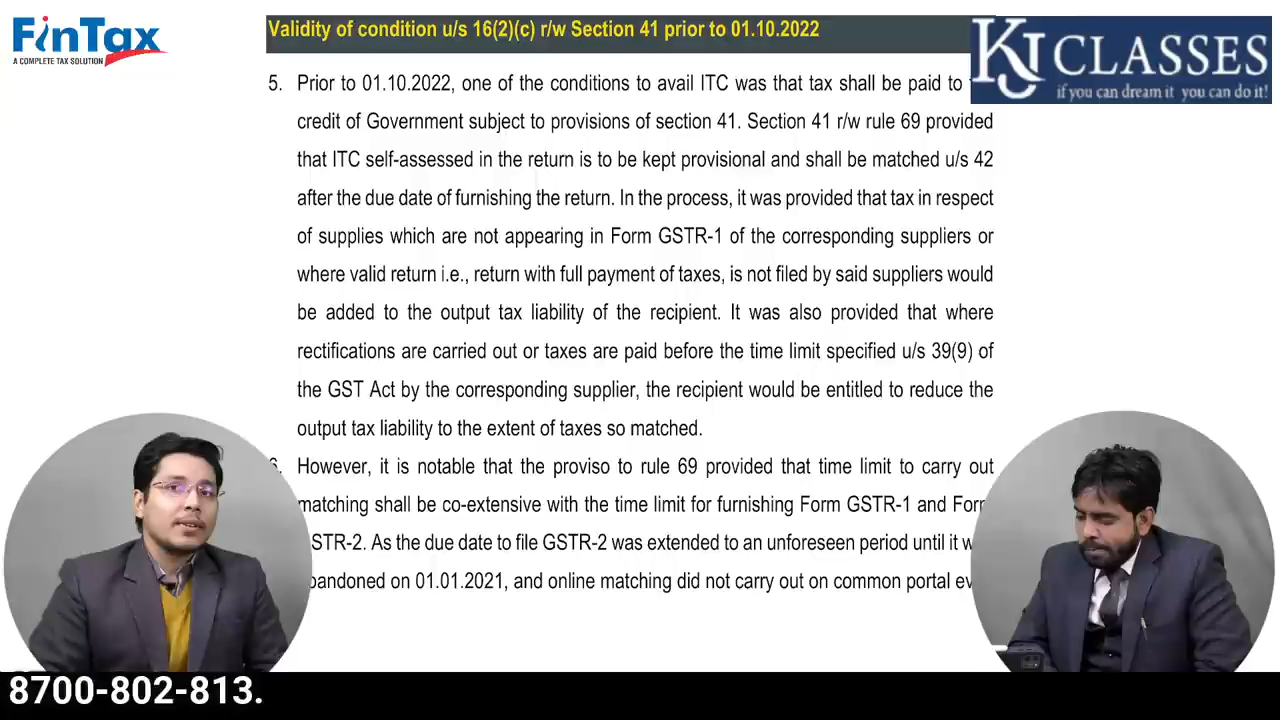 FinTax
A COMPLETE TAX SOLUTION
Validity of condition u/s 16(2)(c) r/w Section 41 prior to 01.10.2022
KJ CLASSES
if you can dream it you can do it!
5. Prior to 01.10.2022, one of the conditions to avail ITC was that tax shall be paid to
credit of Government subject to provisions of section 41. Section 41 r/w rule 69 provided
that ITC self-assessed in the return is to be kept provisional and shall be matched u/s 42
after the due date of furnishing the return. In the process, it was provided that tax in respect
of supplies which are not appearing in Form GSTR-1 of the corresponding suppliers or
where valid return i.e., return with full payment of taxes, is not filed by said suppliers would
be added to the output tax liability of the recipient. It was also provided that where
rectifications are carried out or taxes are paid before the time limit specified u/s 39(9) of
the GST Act by the corresponding supplier, the recipient would be entitled to reduce the
output tax liability to the extent of taxes so matched.
6. However, it is notable that the proviso to rule 69 provided that time limit to carry out
matching shall be co-extensive with the time limit for furnishing Form GSTR-1 and
GSTR-2. As the due date to file GSTR-2 was extended to an unforeseen period until it
abandoned on 01.01.2021, and online matching did not carry out on common portal
8700-802-813.